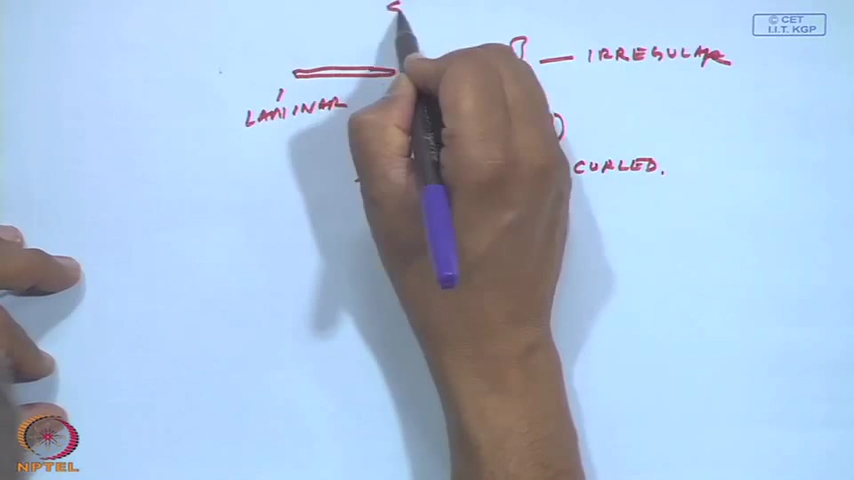 © CET
I.I.T. KGP
IRREGULAR
LAMINAR
CURLED.
NPTEL